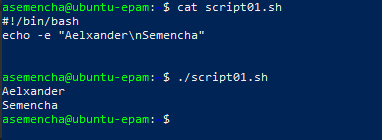 asemencha@ubuntu-epam: $ cat script01.sh
#!/bin/bash
echo -e "Aelxander\nSemencha"
asemencha@ubuntu-epam: $ ./script01.sh
Aelxander
Semencha
asemencha@ubuntu-epam: $